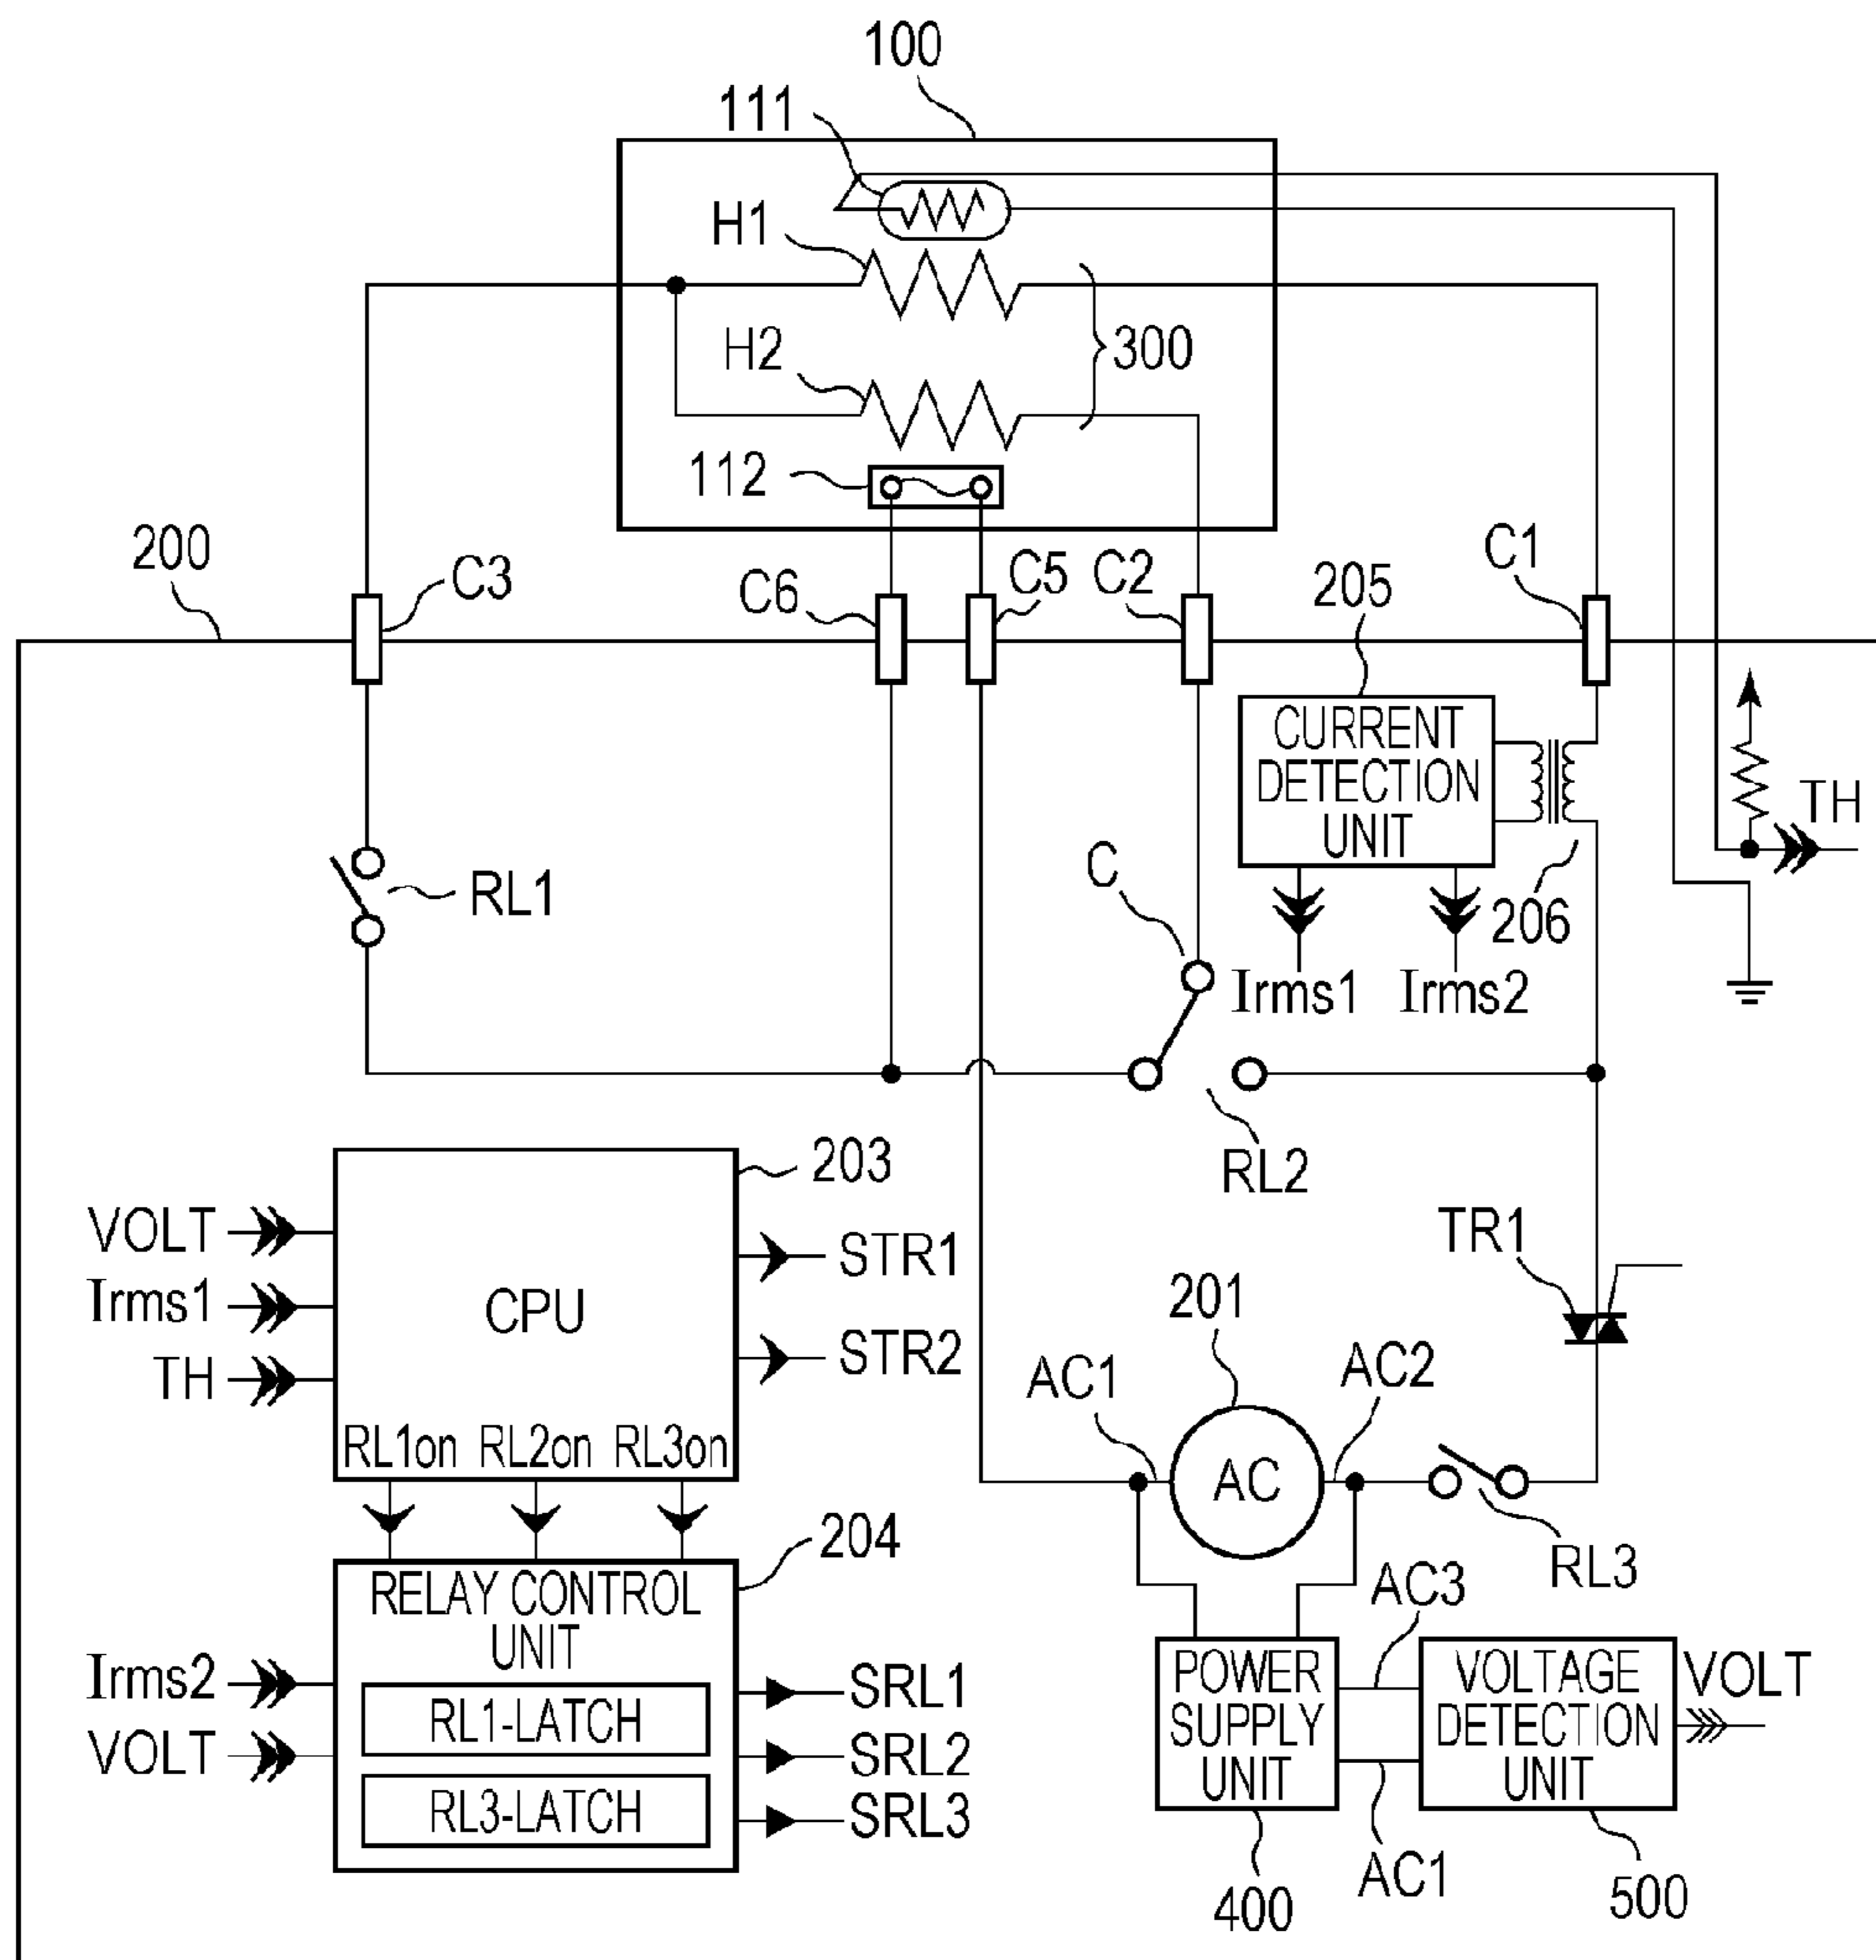 100
111
H1
H2
300
112
200
C3
C6
C5
C2
C1
205
CURRENT
DETECTION
UNIT
TH
RL1
C
206
Irms1
Irms2
RL2
203
VOLT
Irms1
TH
CPU
STR1
STR2
RL1on RL2on RL3on
TR1
201
AC1
AC2
AC
RL3
204
RELAY CONTROL
UNIT
Irms2
VOLT
RL1-LATCH
RL3-LATCH
SRL1
SRL2
SRL3
AC3
POWER
SUPPLY
UNIT
VOLTAGE
DETECTION
UNIT
VOLT
AC1
400
500